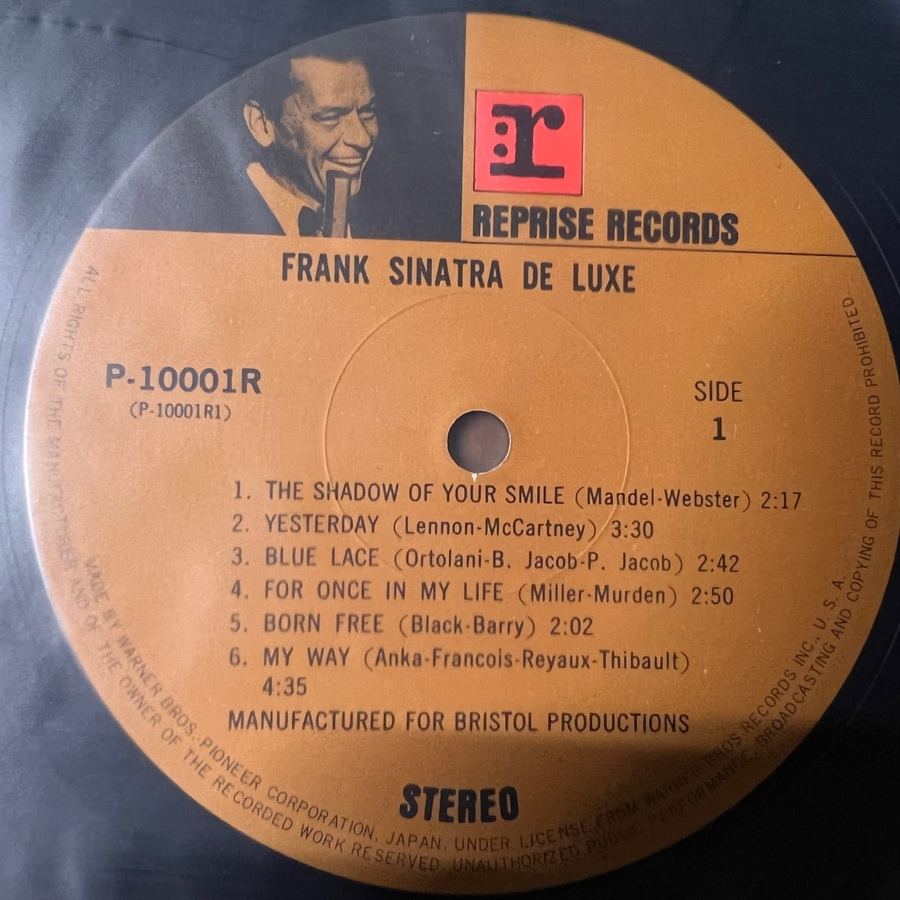 r
REPRISE RECORDS
FRANK SINATRA DE LUXE
P-10001R
(P-10001R1)
SIDE
1
1. THE SHADOW OF YOUR SMILE (Mandel-Webster) 2:17
2. YESTERDAY (Lennon-McCartney) 3:30
3. BLUE LACE (Ortolani-B. Jacob-P. Jacob) 2:42
4. FOR ONCE IN MY LIFE (Miller-Murden) 2:50
5. BORN FREE (Black-Barry) 2:02
6. MY WAY (Anka-Francois-Reyaux-Thibault)
4:35
MANUFACTURED FOR BRISTOL PRODUCTIONS
STEREO
MADE BY WARNER BROS.-PIONEER CORPORATION, JAPAN, UNDER LICENSE FROM WARNER BROS RECORDS INC., U. S. A.
ALL RIGHTS OF THE MANUFACTURER AND OF THE OWNER OF THE RECORDED WORK RESERVED. UNAUTHORIZED PUBLIC PERFORMANCE, BROADCASTING AND COPYING OF THIS RECORD PROHIBITED.